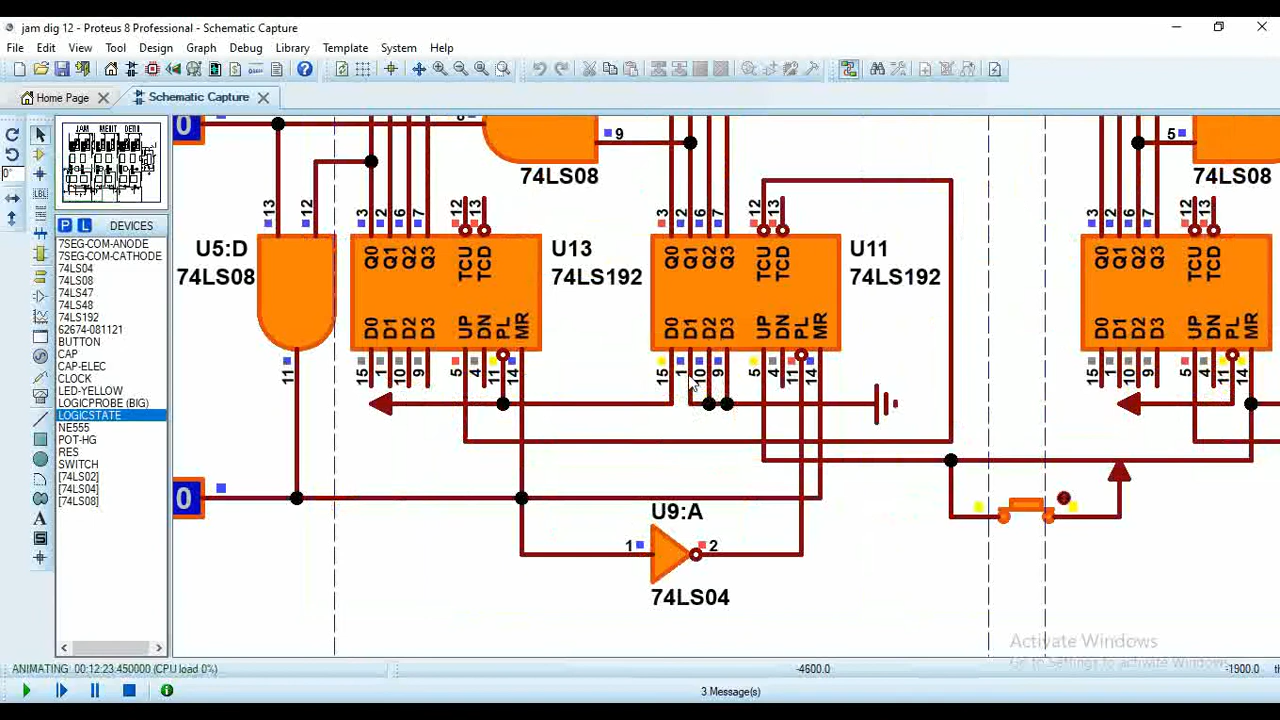 jam dig 12 - Proteus 8 Professional - Schematic Capture
File Edit View Tool Design Graph Debug Library Template System Help
Home Page Schematic Capture
JAM MENIT
DEVICES
P L
0°
LBL
7SEG-COM-ANODE
7SEG-COM-CATHODE
74LS04
74LS08
74LS47
74LS48
74LS192
62674-081121
BUTTON
CAP
CAP-ELEC
CLOCK
LED-YELLOW
LOGICPROBE (BIG)
LOGICSTATE
NE555
POT-HG
RES
SWITCH
[74LS02]
[74LS04]
[74LS08]
0
9
5
74LS08
74LS08
13 12
3 2 6 7 12 13
3 2 6 7 12 13
3 2 6 7 12 13
U5:D
74LS08
11
Q0 Q1 Q2 Q3 TCU TCD
D0 D1 D2 D3 UP DN PL MR
U13
74LS192
15 1 10 9 5 4 11 14
Q0 Q1 Q2 Q3 TCU TCD
D0 D1 D2 D3 UP DN PL MR
U11
74LS192
15 1 10 9 5 4 11 14
Q0 Q1 Q2 Q3 TCU TCD
D0 D1 D2 D3 UP DN PL MR
15 1 10 9 5 4 11 14
0
U9:A
1 2
74LS04
Activate Windows
Go to Settings to activate Windows.
ANIMATING: 00:12:23.450000 (CPU load 0%)
-4600.0
-1900.0
th
3 Message(s)